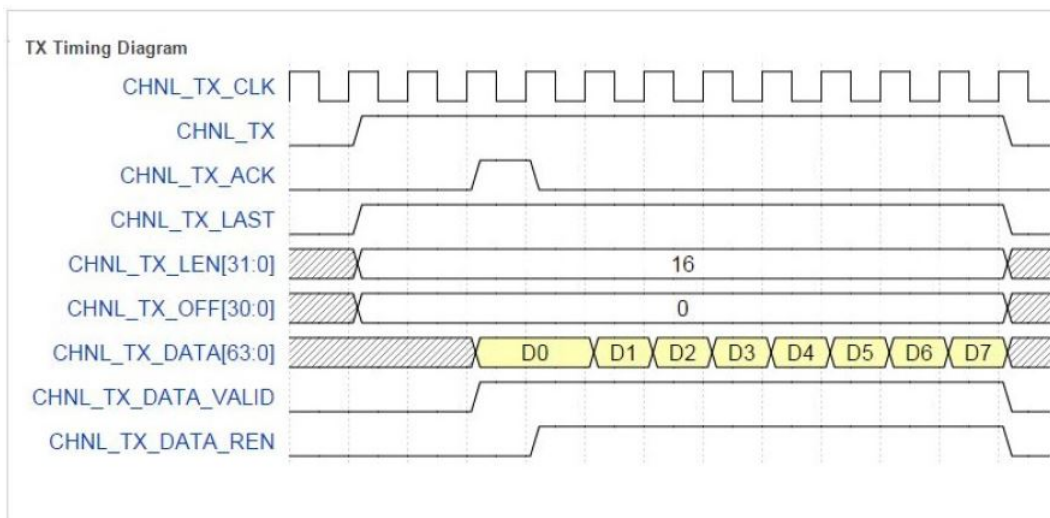 TX Timing Diagram
CHNL_TX_CLK
CHNL_TX
CHNL_TX_ACK
CHNL_TX_LAST
CHNL_TX_LEN[31:0] 16
CHNL_TX_OFF[30:0] 0
CHNL_TX_DATA[63:0] D0 D1 D2 D3 D4 D5 D6 D7
CHNL_TX_DATA_VALID
CHNL_TX_DATA_REN